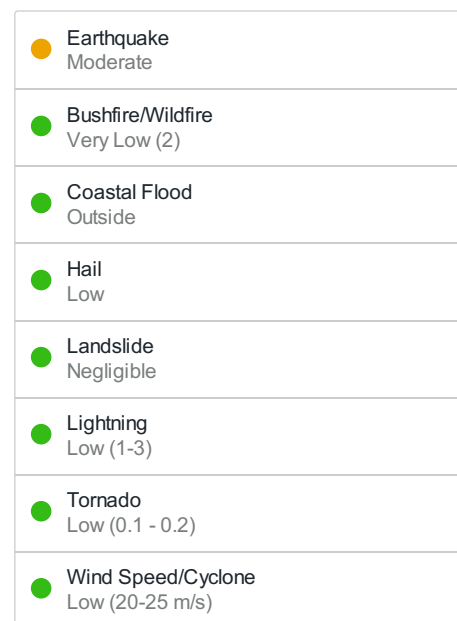 Earthquake
Moderate
Bushfire/Wildfire
Very Low (2)
Coastal Flood
Outside
Hail
Low
Landslide
Negligible
Lightning
Low (1-3)
Tornado
Low (0.1 - 0.2)
Wind Speed/Cyclone
Low (20-25 m/s)